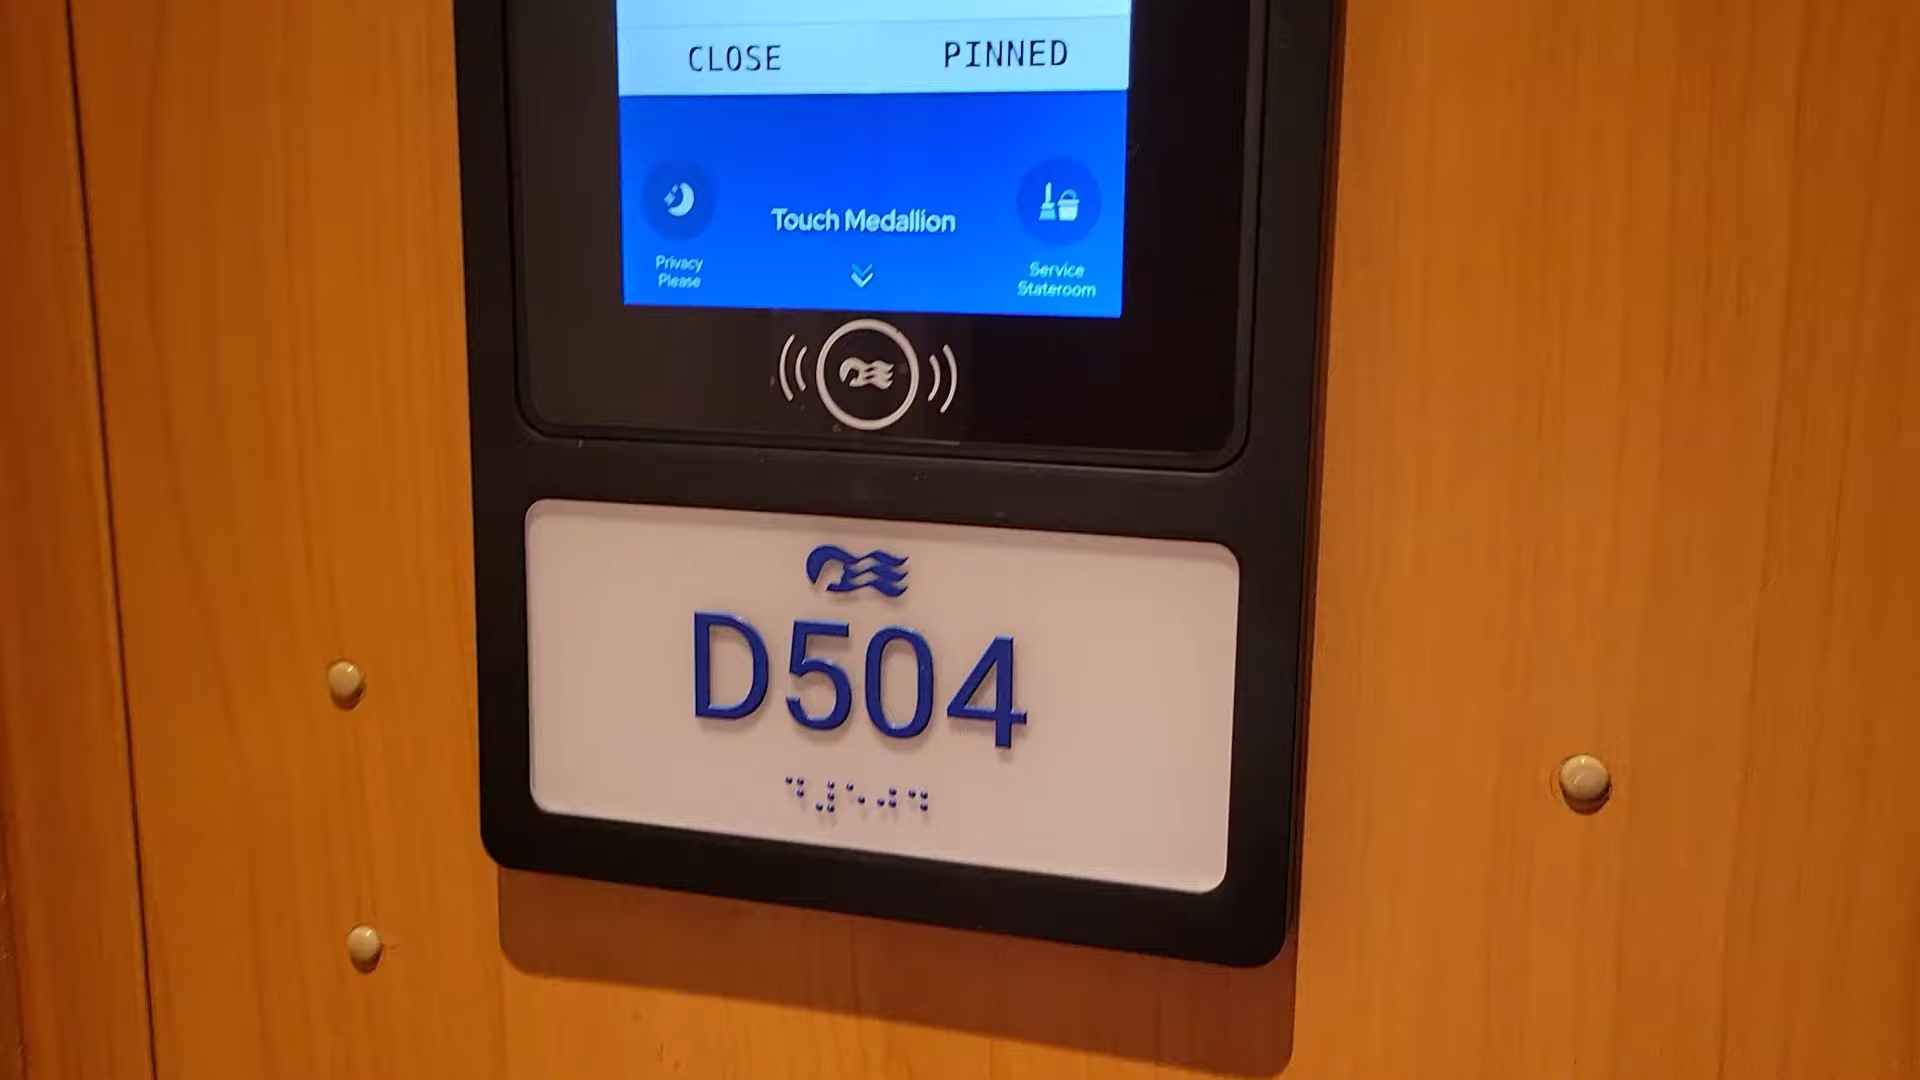 CLOSE PINNED
Touch Medallion
Privacy
Please
Service
Stateroom
D504
⠙⠼⠑⠚⠙